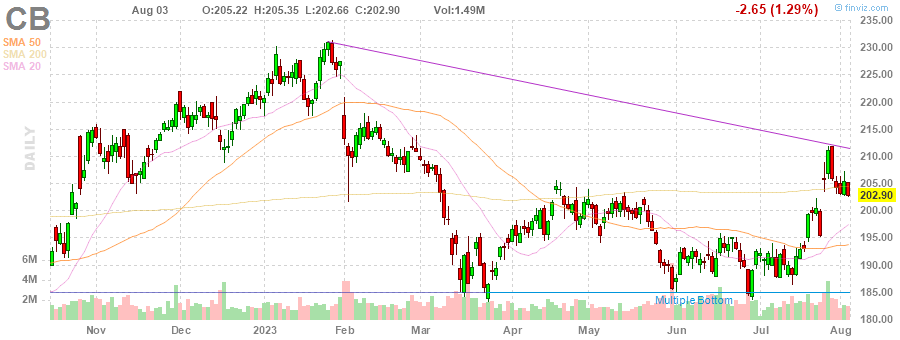 CB Aug 03 O:205.22 H:205.35 L:202.66 C:202.90 Vol:1.49M -2.65 (1.29%) © finviz.com
SMA 50
SMA 200
SMA 20
DAILY
235.00
230.00
225.00
220.00
215.00
210.00
205.00
202.90
200.00
195.00
6M 190.00
4M
185.00
2M
Multiple Bottom
180.00
Nov Dec 2023 Feb Mar Apr May Jun Jul Aug